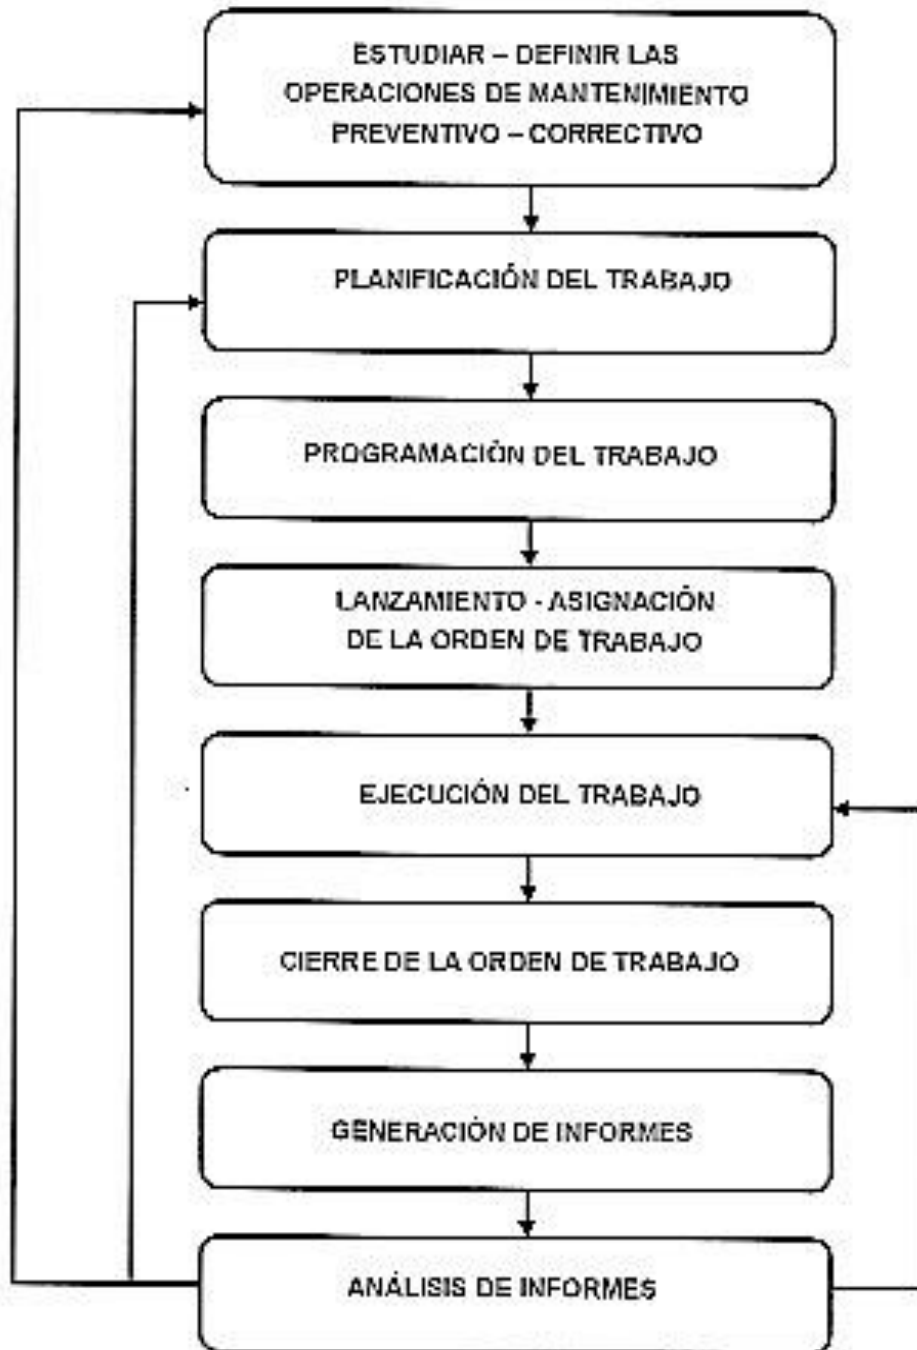 ESTUDIAR – DEFINIR LAS
OPERACIONES DE MANTENIMIENTO
PREVENTIVO – CORRECTIVO
PLANIFICACIÓN DEL TRABAJO
PROGRAMACIÓN DEL TRABAJO
LANZAMIENTO - ASIGNACIÓN
DE LA ORDEN DE TRABAJO
EJECUCIÓN DEL TRABAJO
CIERRE DE LA ORDEN DE TRABAJO
GENERACIÓN DE INFORMES
ANÁLISIS DE INFORMES